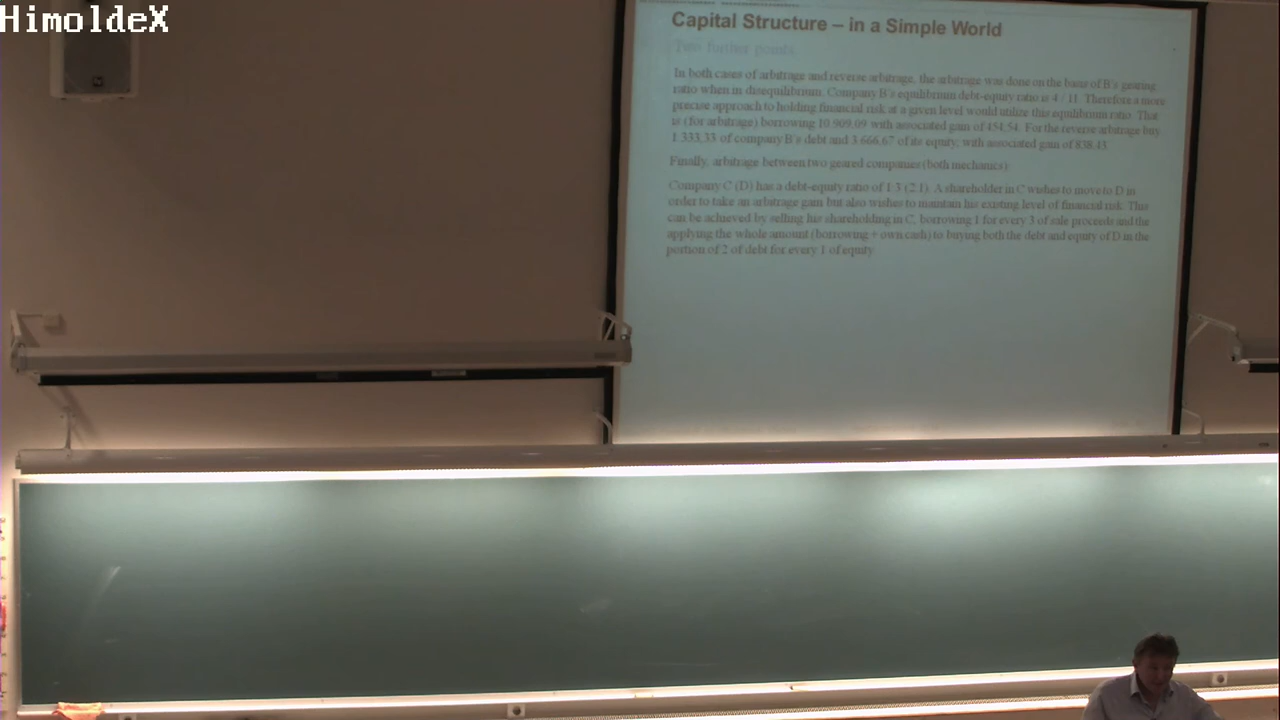 HimoldeX
Capital Structure – in a Simple World
Two further points
In both cases of arbitrage and reverse arbitrage, the arbitrage was done on the basis of B's gearing
ratio when in disequilibrium. Company B's equilibrium debt-equity ratio is 4 / 11. Therefore a more
precise approach to holding financial risk at a given level would utilize this equilibrium ratio. That
is (for arbitrage) borrowing 10.909,09 with associated gain of 454,54. For the reverse arbitrage buy
1.333,33 of company B's debt and 3.666,67 of its equity, with associated gain of 838,43.
Finally, arbitrage between two geared companies (both mechanics):
Company C (D) has a debt-equity ratio of 1:3 (2:1). A shareholder in C wishes to move to D in
order to take an arbitrage gain but also wishes to maintain his existing level of financial risk. This
can be achieved by selling his shareholding in C, borrowing 1 for every 3 of sale proceeds and the
applying the whole amount (borrowing + own cash) to buying both the debt and equity of D in the
portion of 2 of debt for every 1 of equity